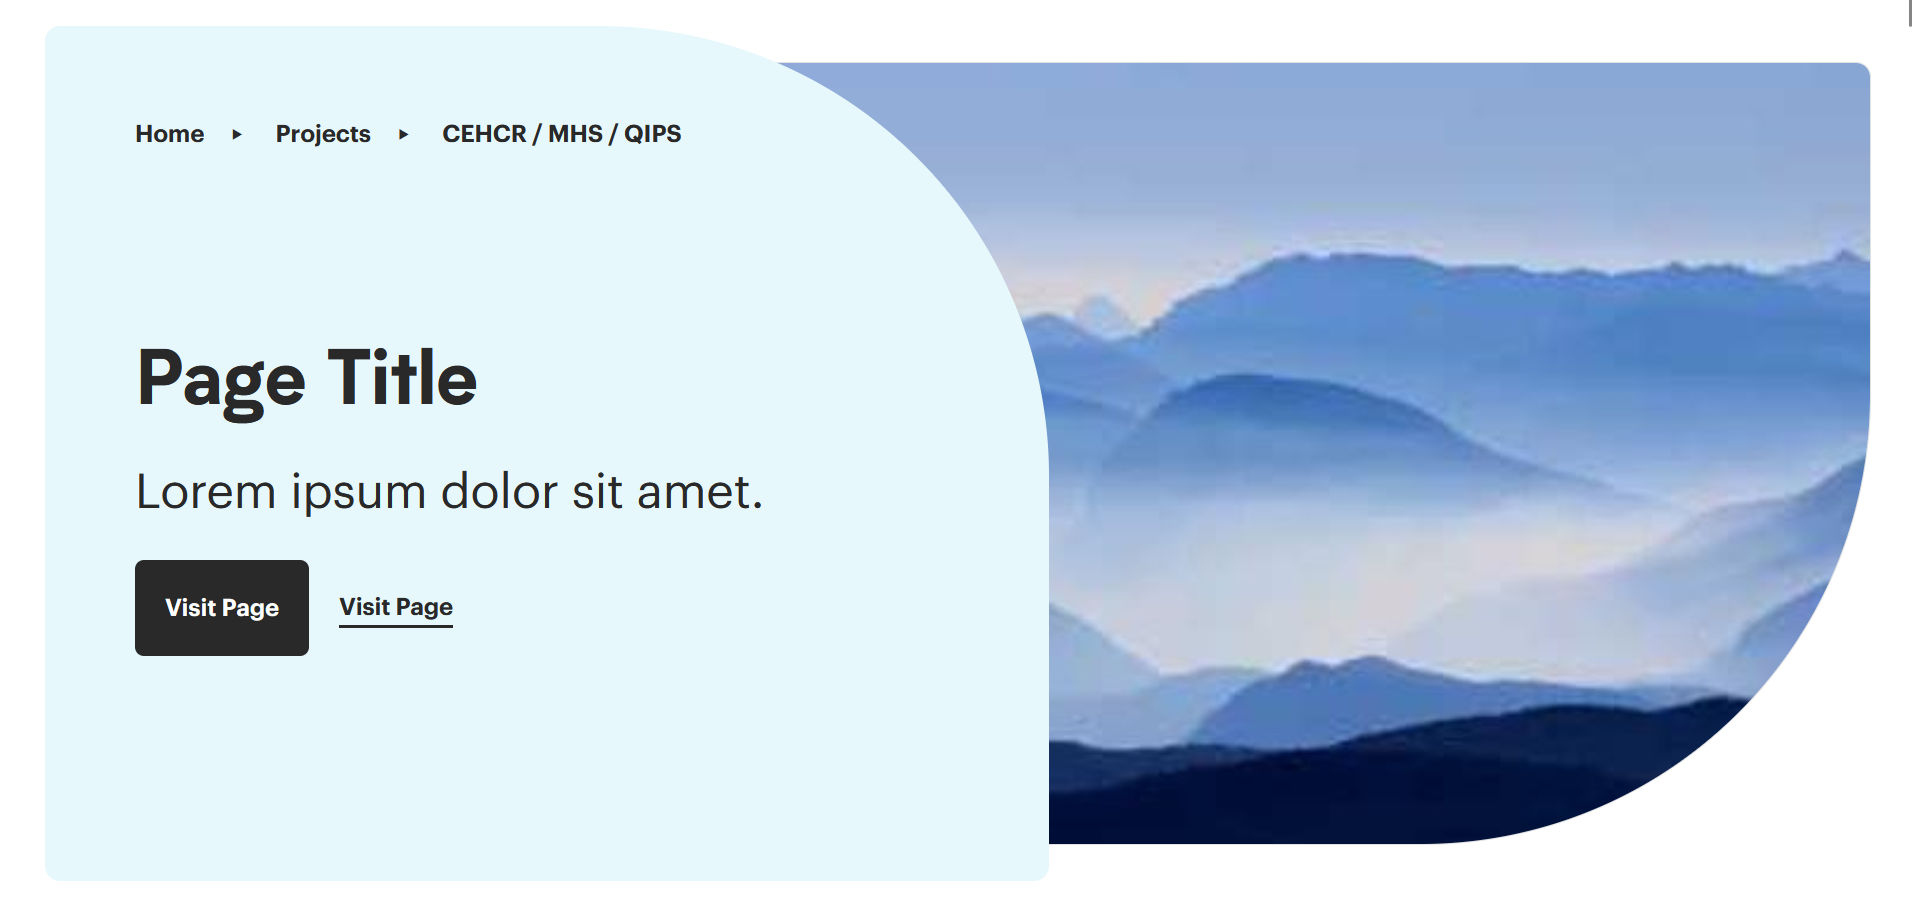 Home ▸ Projects ▸ CEHCR / MHS / QIPS
Page Title
Lorem ipsum dolor sit amet.
Visit Page Visit Page